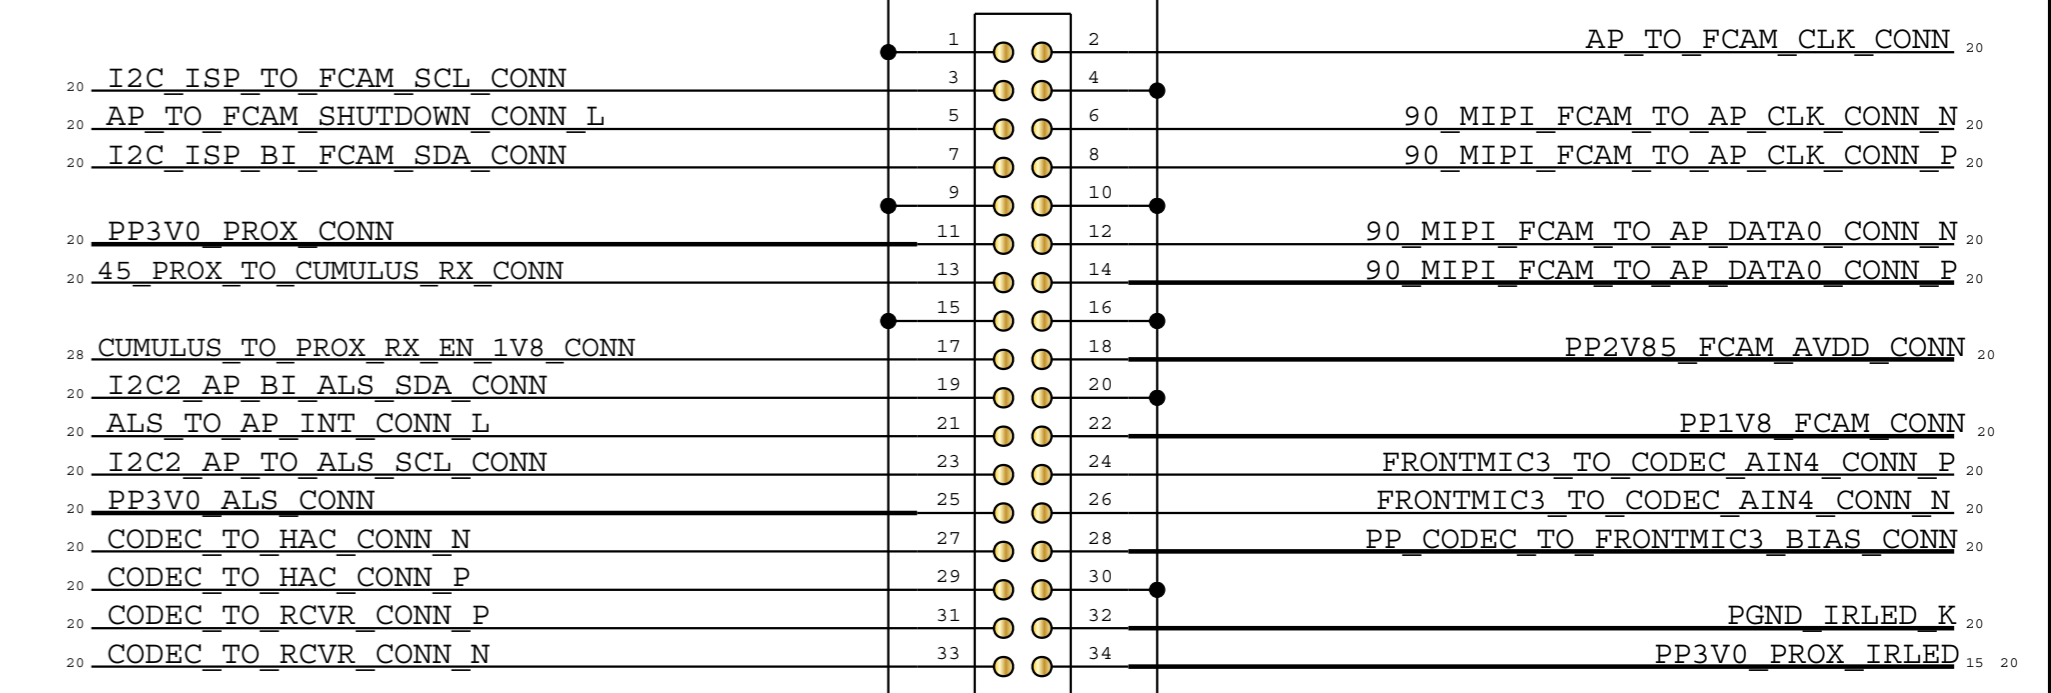 1 2 AP_TO_FCAM_CLK_CONN 20
20 I2C_ISP_TO_FCAM_SCL_CONN 3 4
20 AP_TO_FCAM_SHUTDOWN_CONN_L 5 6 90_MIPI_FCAM_TO_AP_CLK_CONN_N 20
20 I2C_ISP_BI_FCAM_SDA_CONN 7 8 90_MIPI_FCAM_TO_AP_CLK_CONN_P 20
9 10
20 PP3V0_PROX_CONN 11 12 90_MIPI_FCAM_TO_AP_DATA0_CONN_N 20
20 45_PROX_TO_CUMULUS_RX_CONN 13 14 90_MIPI_FCAM_TO_AP_DATA0_CONN_P 20
15 16
28 CUMULUS_TO_PROX_RX_EN_1V8_CONN 17 18 PP2V85_FCAM_AVDD_CONN 20
20 I2C2_AP_BI_ALS_SDA_CONN 19 20
20 ALS_TO_AP_INT_CONN_L 21 22 PP1V8_FCAM_CONN 20
20 I2C2_AP_TO_ALS_SCL_CONN 23 24 FRONTMIC3_TO_CODEC_AIN4_CONN_P 20
20 PP3V0_ALS_CONN 25 26 FRONTMIC3_TO_CODEC_AIN4_CONN_N 20
20 CODEC_TO_HAC_CONN_N 27 28 PP_CODEC_TO_FRONTMIC3_BIAS_CONN 20
20 CODEC_TO_HAC_CONN_P 29 30
20 CODEC_TO_RCVR_CONN_P 31 32 PGND_IRLED_K 20
20 CODEC_TO_RCVR_CONN_N 33 34 PP3V0_PROX_IRLED 15 20